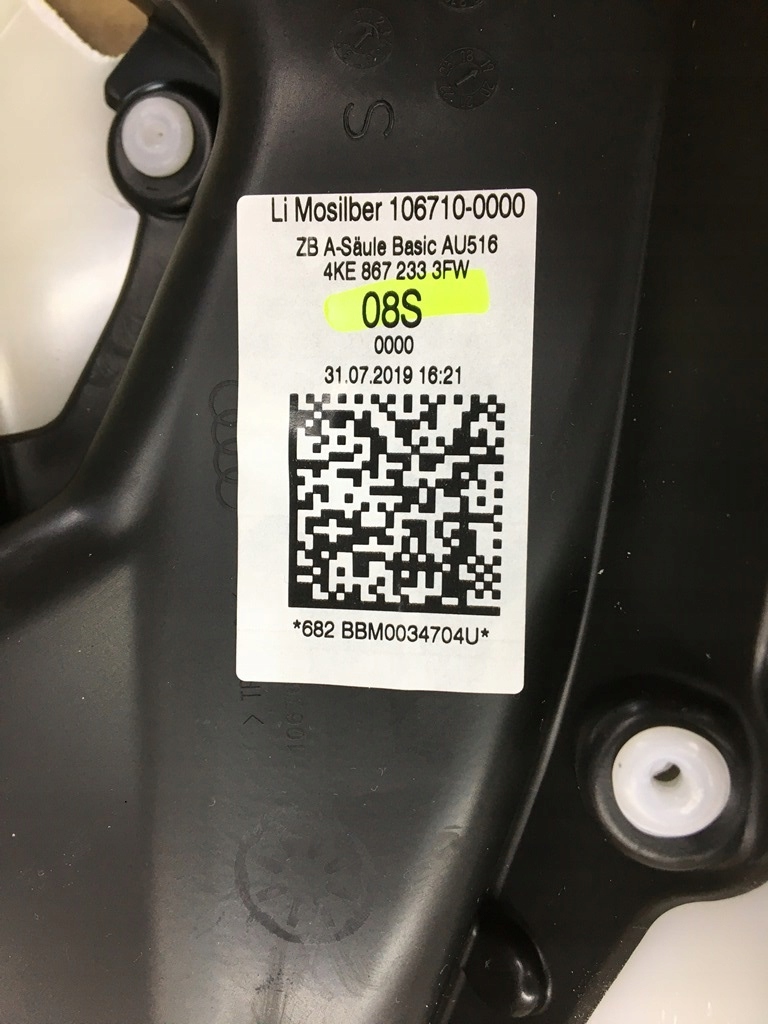 S
Li Mosilber 106710-0000
ZB A-Säule Basic AU516
4KE 867 233 3FW
08S
0000
31.07.2019 16:21
*682 BBM0034704U*